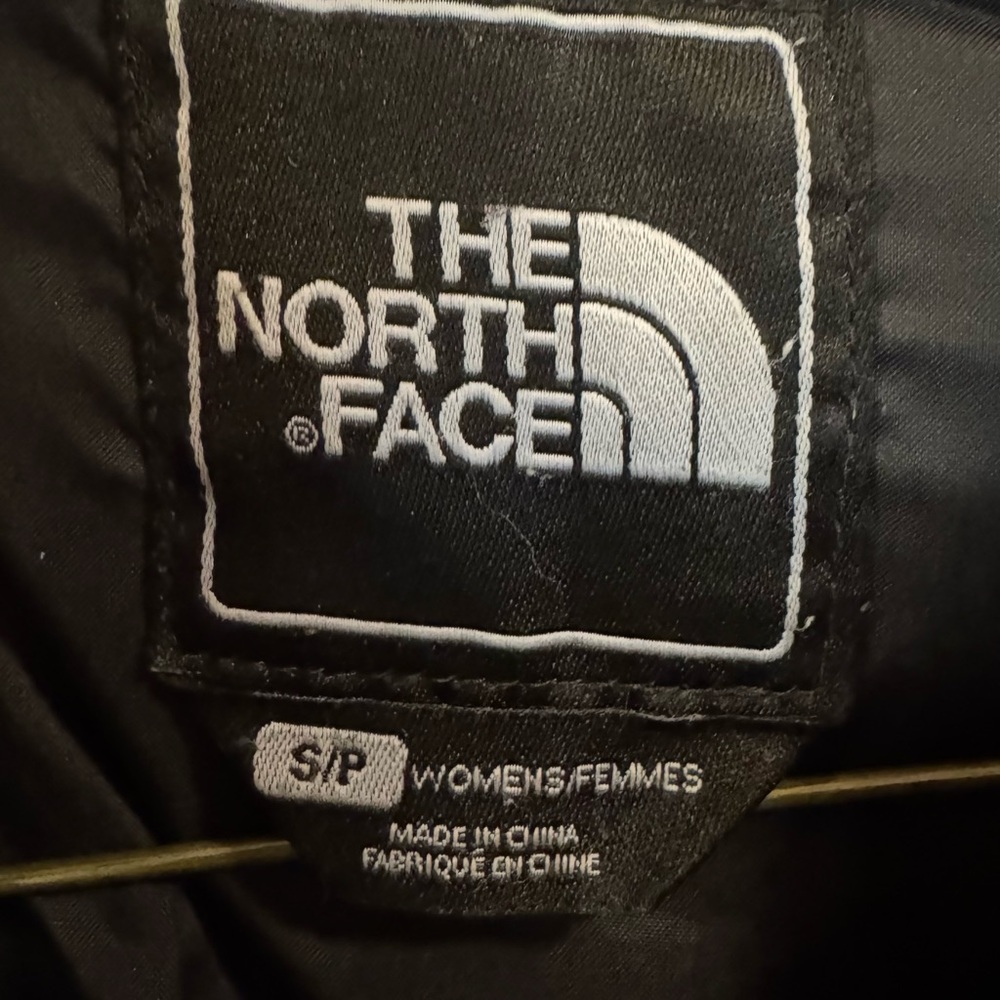 THE
NORTH
®FACE
S/P WOMENS/FEMMES
MADE IN CHINA
FABRIQUÉ EN CHINE